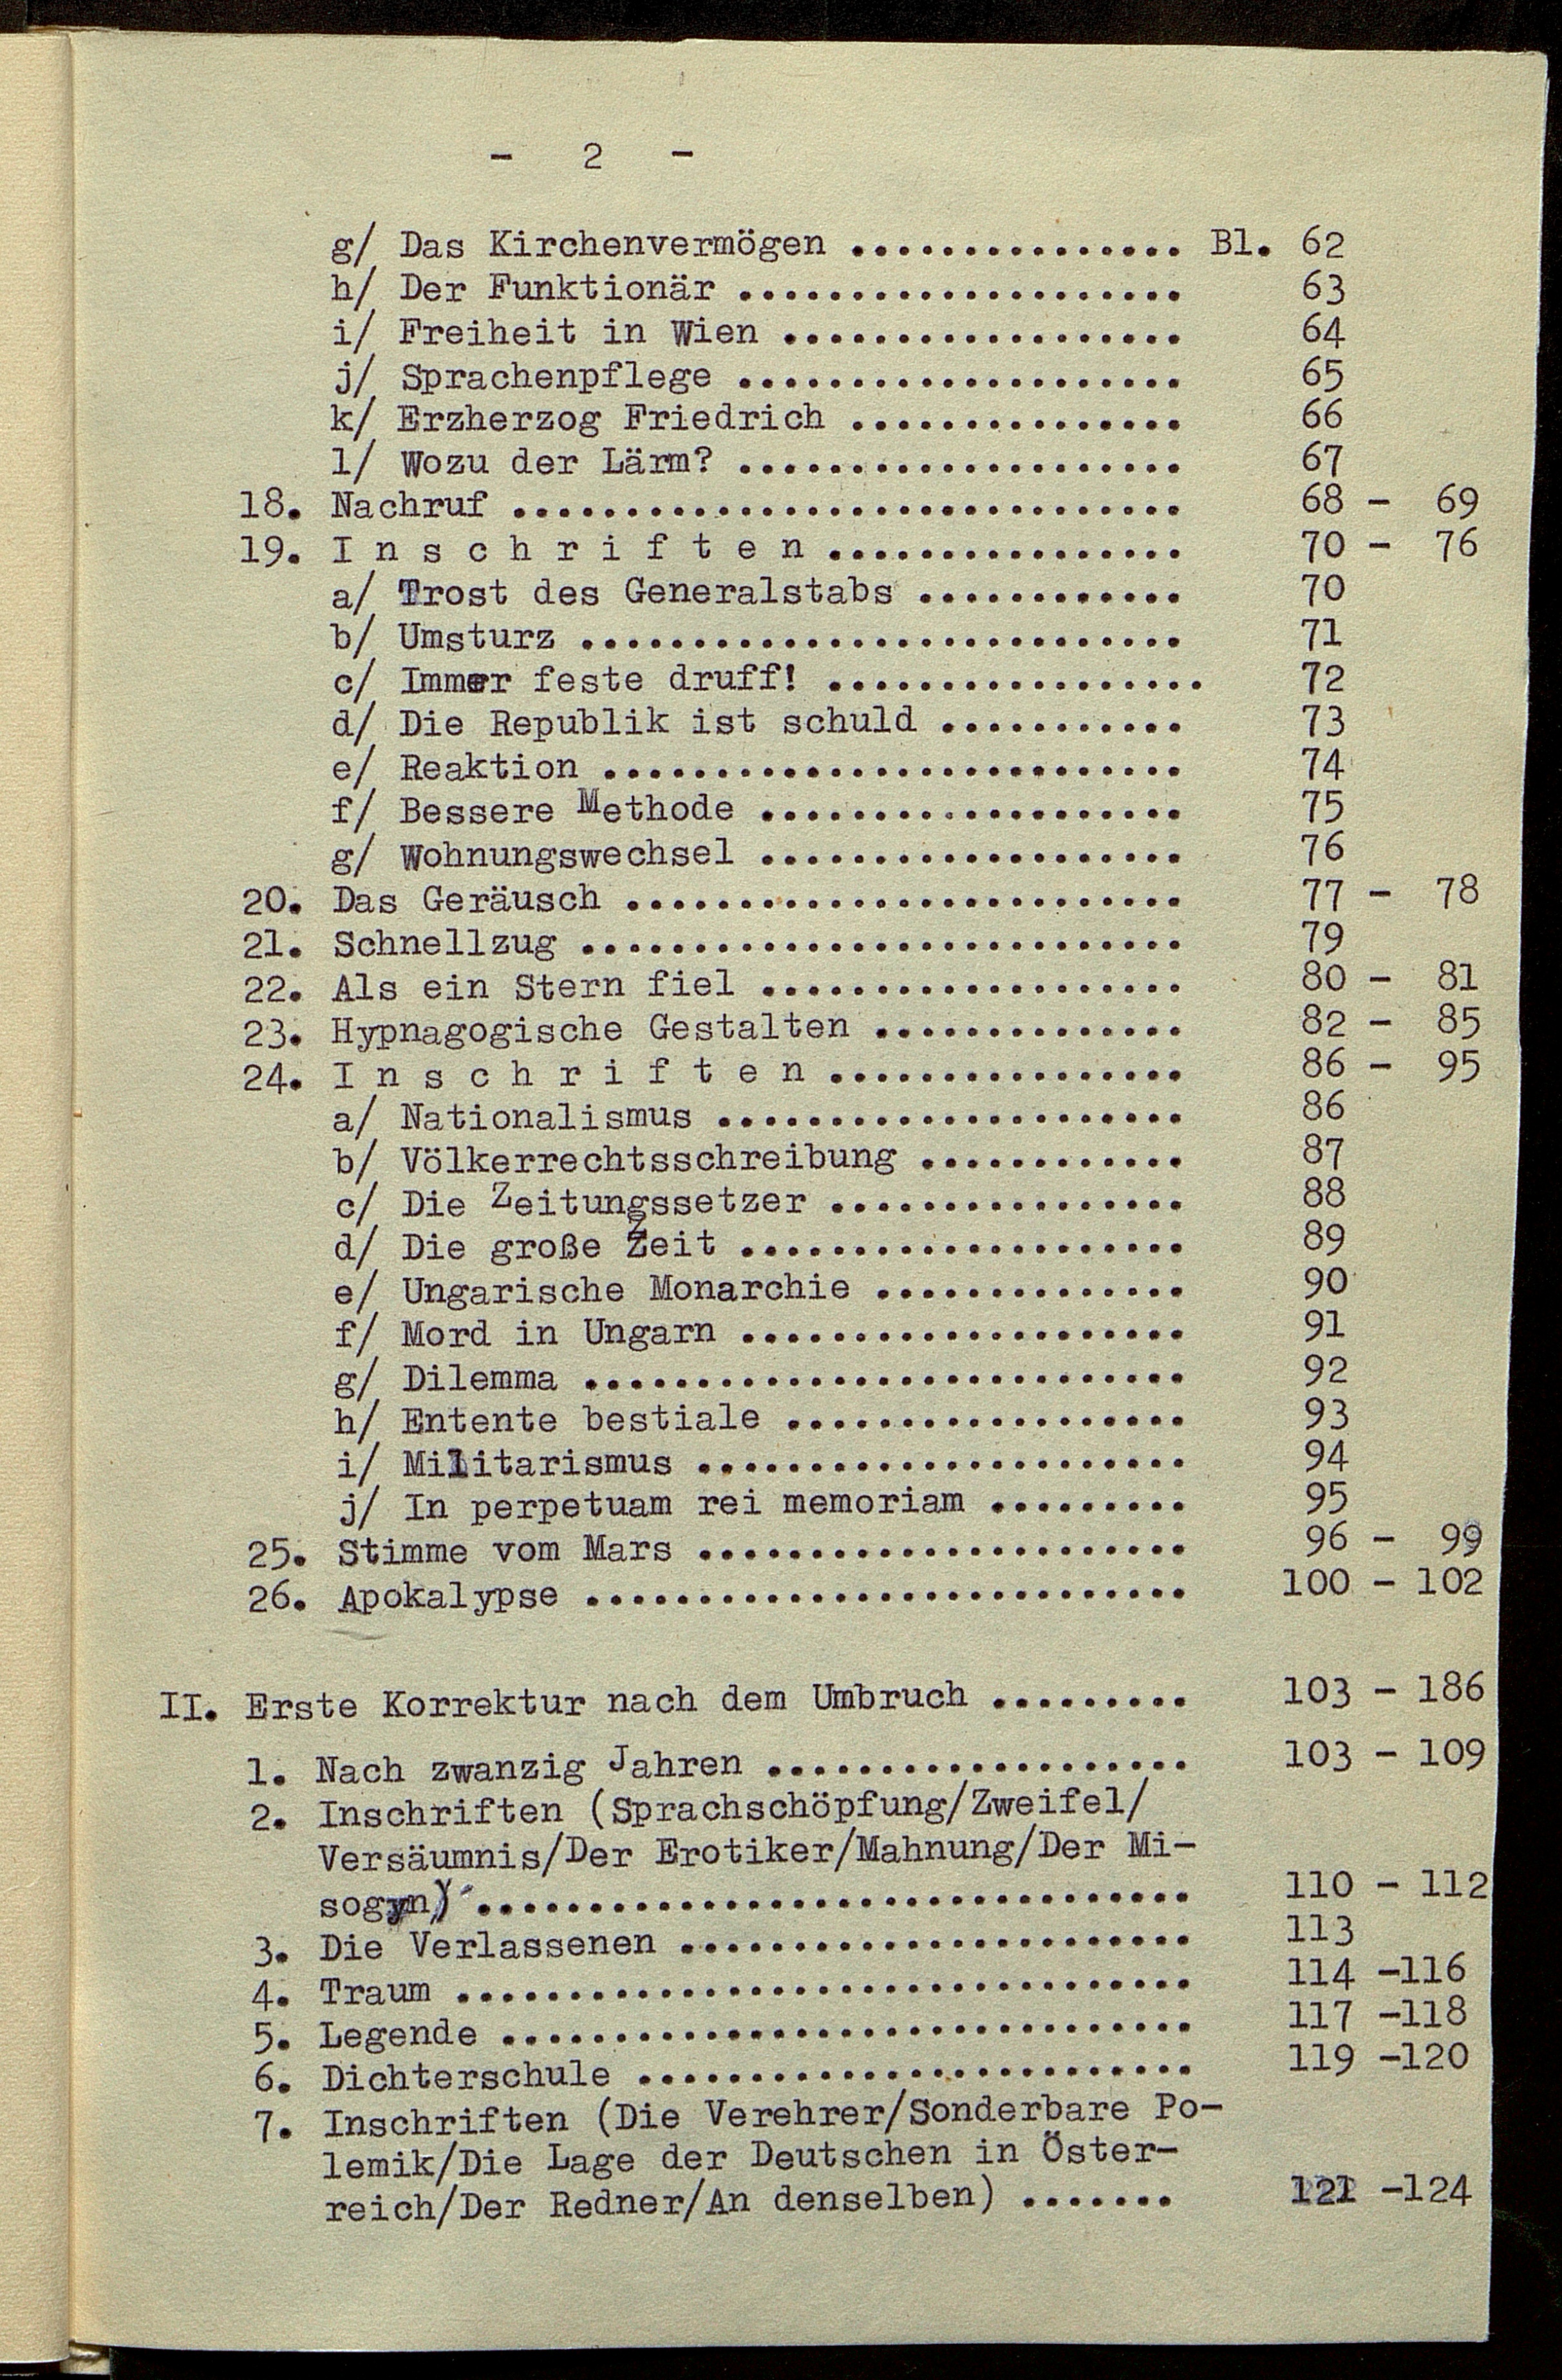 - 2 -
g/ Das Kirchenvermögen ............... Bl. 62
h/ Der Funktionär .................... 63
i/ Freiheit in Wien .................. 64
j/ Sprachenpflege .................... 65
k/ Erzherzog Friedrich ............... 66
l/ Wozu der Lärm? .................... 67
18. Nachruf .............................. 68 - 69
19. I n s c h r i f t e n ................ 70 - 76
a/ Trost des Generalstabs ............ 70
b/ Umsturz ........................... 71
c/ Immer feste druff! ................. 72
d/ Die Republik ist schuld ........... 73
e/ Reaktion .......................... 74
f/ Bessere Methode ................... 75
g/ Wohnungswechsel ................... 76
20. Das Geräusch ......................... 77 - 78
21. Schnellzug ........................... 79
22. Als ein Stern fiel ................... 80 - 81
23. Hypnagogische Gestalten .............. 82 - 85
24. I n s c h r i f t e n ................ 86 - 95
a/ Nationalismus ..................... 86
b/ Völkerrechtsschreibung ............ 87
c/ Die Zeitungssetzer ................ 88
d/ Die große Zeit .................... 89
e/ Ungarische Monarchie .............. 90
f/ Mord in Ungarn .................... 91
g/ Dilemma ........................... 92
h/ Entente bestiale .................. 93
i/ Militarismus ...................... 94
j/ In perpetuam rei memoriam ......... 95
25. Stimme vom Mars ...................... 96 - 99
26. Apokalypse ........................... 100 - 102
II. Erste Korrektur nach dem Umbruch ......... 103 - 186
1. Nach zwanzig Jahren ................... 103 - 109
2. Inschriften (Sprachschöpfung/Zweifel/
Versäumnis/Der Erotiker/Mahnung/Der Mi-
sogyn) ................................ 110 - 112
3. Die Verlassenen ....................... 113
4. Traum ................................. 114 -116
5. Legende ............................... 117 -118
6. Dichterschule ......................... 119 -120
7. Inschriften (Die Verehrer/Sonderbare Po-
lemik/Die Lage der Deutschen in Öster-
reich/Der Redner/An denselben) ....... 121 -124